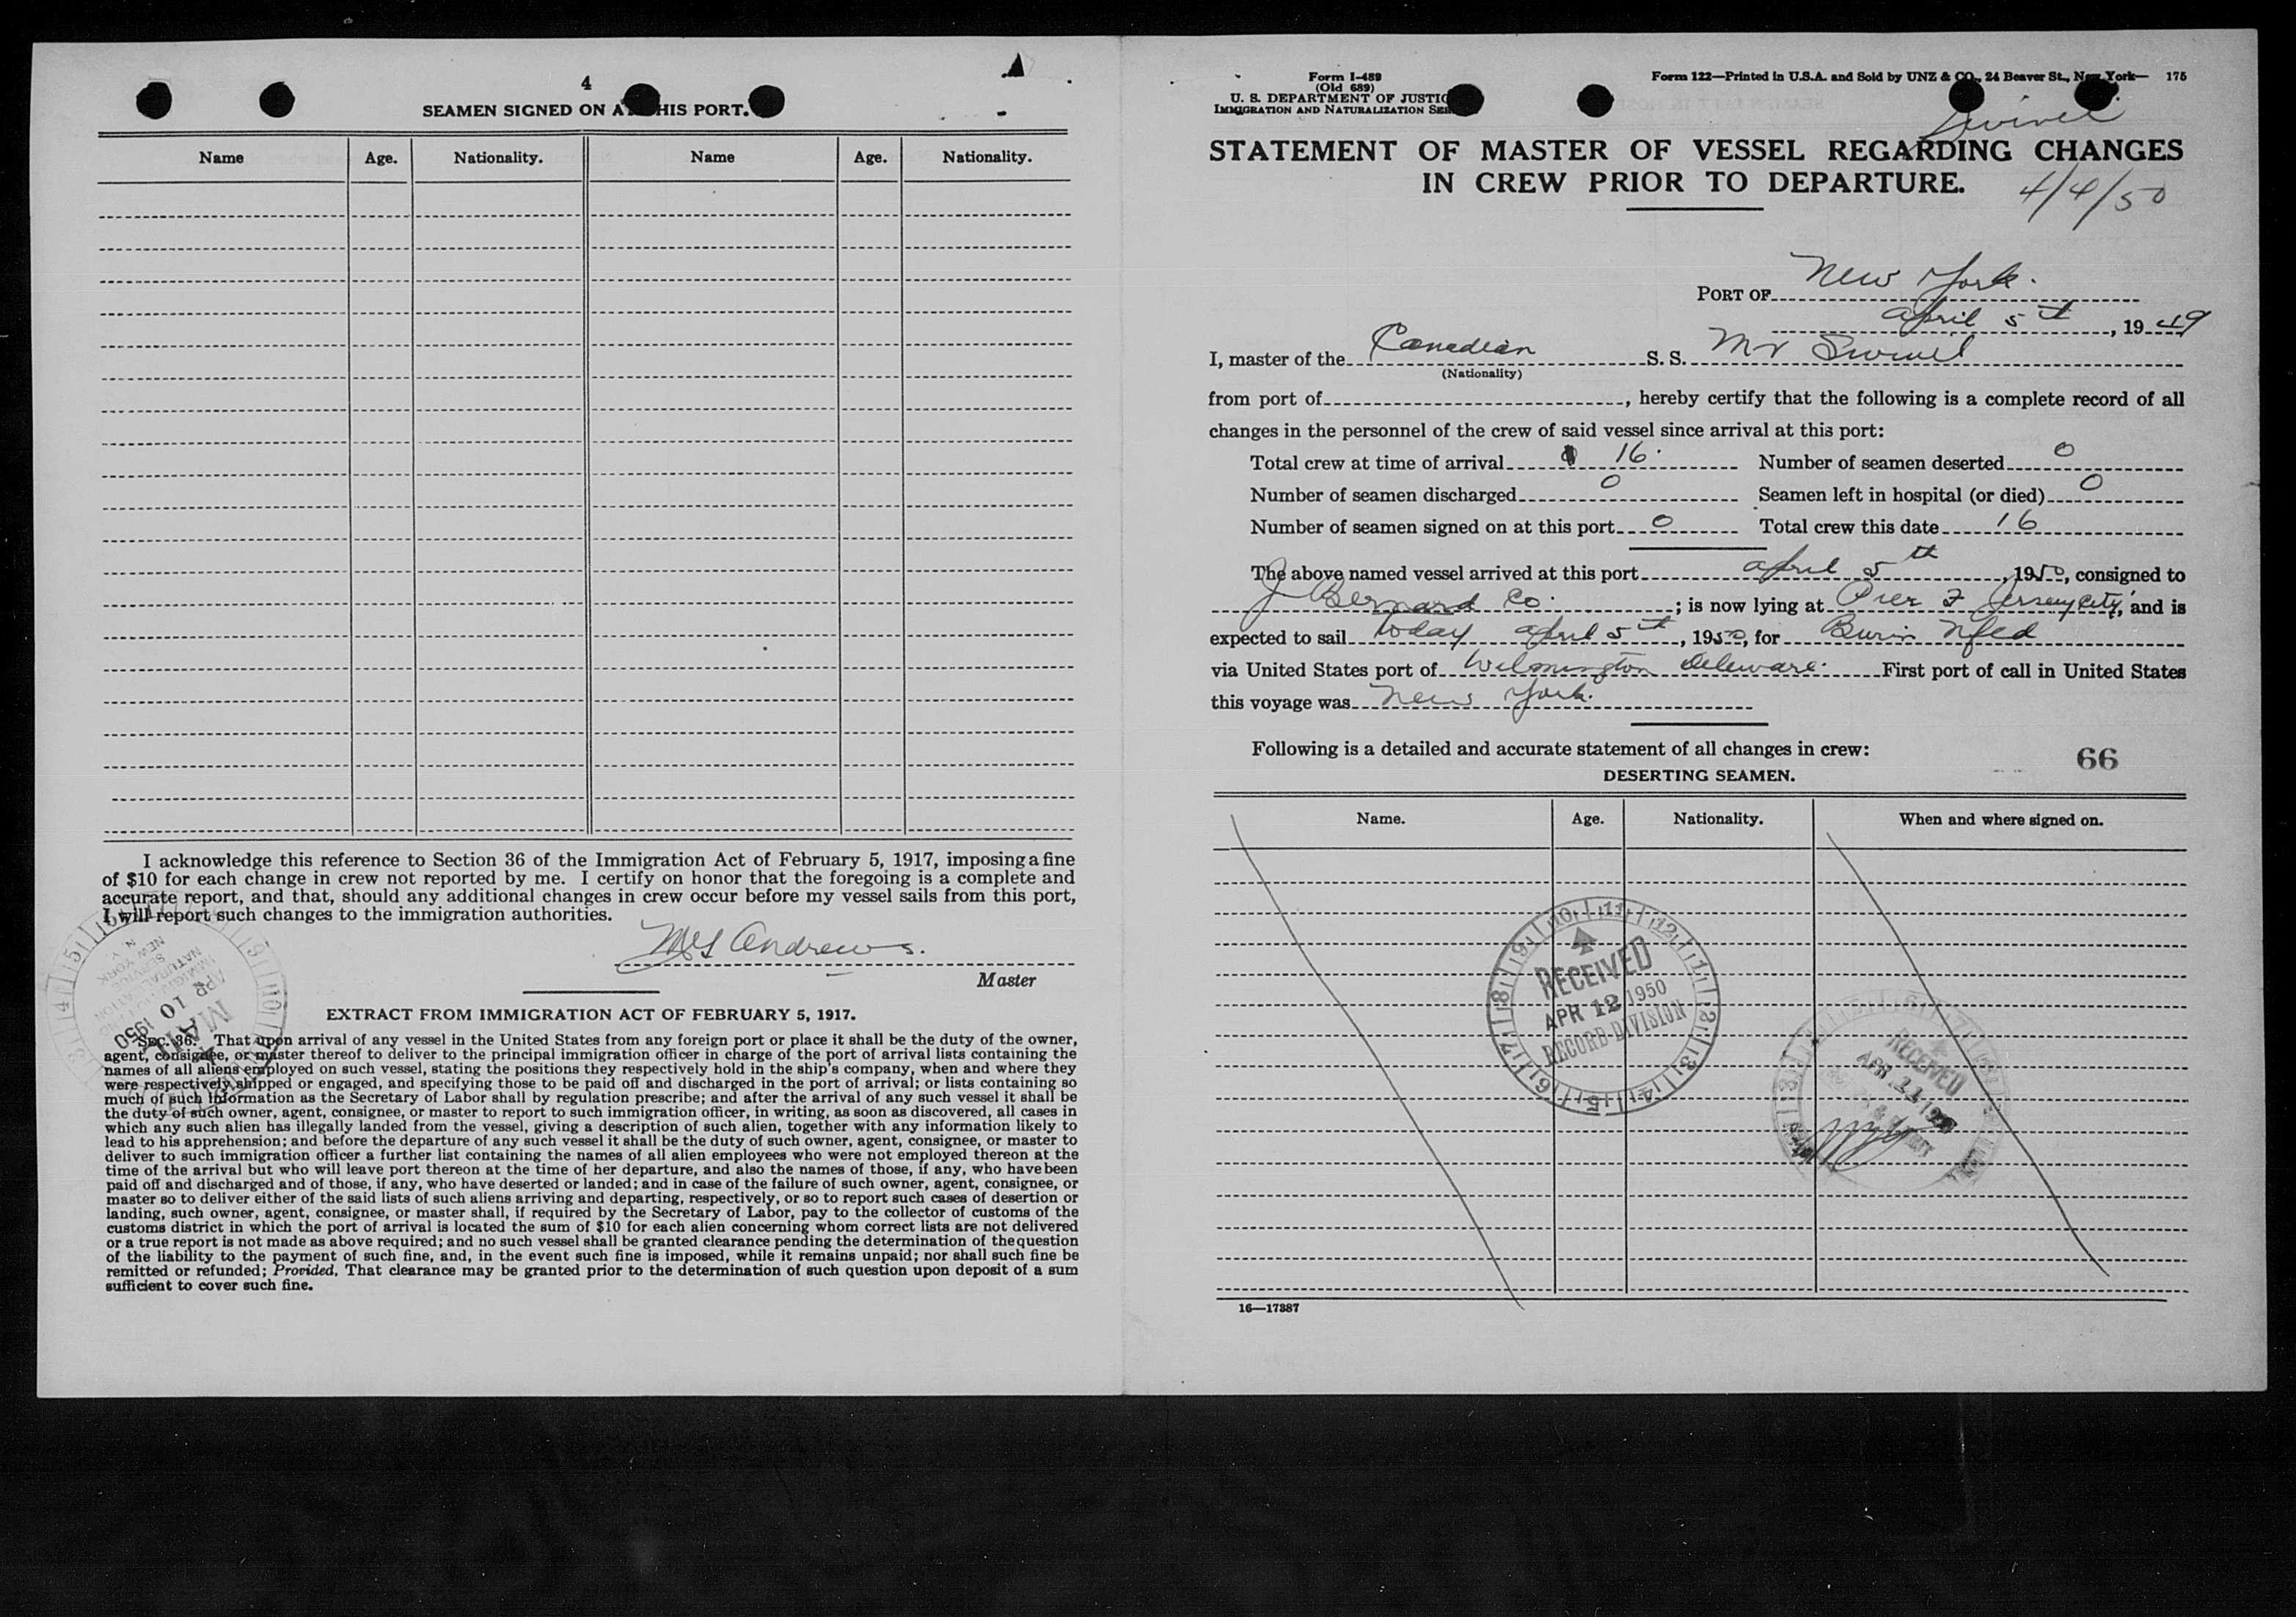 4
SEAMEN SIGNED ON AT THIS PORT.
Name Age. Nationality. Name Age. Nationality.
I acknowledge this reference to Section 36 of the Immigration Act of February 5, 1917, imposing a fine
of $10 for each change in crew not reported by me. I certify on honor that the foregoing is a complete and
accurate report, and that, should any additional changes in crew occur before my vessel sails from this port,
I will report such changes to the immigration authorities.
Andrews.
Master
EXTRACT FROM IMMIGRATION ACT OF FEBRUARY 5, 1917.
SEC. 36. That upon arrival of any vessel in the United States from any foreign port or place it shall be the duty of the owner,
agent, consignee, or master thereof to deliver to the principal immigration officer in charge of the port of arrival lists containing the
names of all aliens employed on such vessel, stating the positions they respectively hold in the ship's company, when and where they
were respectively shipped or engaged, and specifying those to be paid off and discharged in the port of arrival; or lists containing so
much of such information as the Secretary of Labor shall by regulation prescribe; and after the arrival of any such vessel it shall be
the duty of such owner, agent, consignee, or master to report to such immigration officer, in writing, as soon as discovered, all cases in
which any such alien has illegally landed from the vessel, giving a description of such alien, together with any information likely to
lead to his apprehension; and before the departure of any such vessel it shall be the duty of such owner, agent, consignee, or master to
deliver to such immigration officer a further list containing the names of all alien employees who were not employed thereon at the
time of the arrival but who will leave port thereon at the time of her departure, and also the names of those, if any, who have been
paid off and discharged and of those, if any, who have deserted or landed; and in case of the failure of such owner, agent, consignee, or
master so to deliver either of the said lists of such aliens arriving and departing, respectively, or so to report such cases of desertion or
landing, such owner, agent, consignee, or master shall, if required by the Secretary of Labor, pay to the collector of customs of the
customs district in which the port of arrival is located the sum of $10 for each alien concerning whom correct lists are not delivered
or a true report is not made as above required; and no such vessel shall be granted clearance pending the determination of the question
of the liability to the payment of such fine, and, in the event such fine is imposed, while it remains unpaid; nor shall such fine be
remitted or refunded; Provided, That clearance may be granted prior to the determination of such question upon deposit of a sum
sufficient to cover such fine.
APR 10 1950
Form I-489
(Old 689)
U. S. DEPARTMENT OF JUSTIC
IMMIGRATION AND NATURALIZATION SER
Form 122—Printed in U.S.A. and Sold by UNZ & CO., 24 Beaver St., New York— 175
STATEMENT OF MASTER OF VESSEL REGARDING CHANGES
IN CREW PRIOR TO DEPARTURE.
4/4/50
PORT OF New York.
April 5th, 1949
I, master of the Canadian S. S. Mv
(Nationality)
from port of , hereby certify that the following is a complete record of all
changes in the personnel of the crew of said vessel since arrival at this port:
Total crew at time of arrival 16. Number of seamen deserted 0
Number of seamen discharged 0 Seamen left in hospital (or died) 0
Number of seamen signed on at this port 0 Total crew this date 16
The above named vessel arrived at this port april 5th, 1950, consigned to
J Bernard Co. ; is now lying at Pier F Jersey City, and is
expected to sail today april 5th, 1950, for Burin Nfld
via United States port of Wilmington Deleware. First port of call in United States
this voyage was New York.
Following is a detailed and accurate statement of all changes in crew:
66
DESERTING SEAMEN.
Name. Age. Nationality. When and where signed on.
RECEIVED
APR 12 1950
RECORD DIVISION
RECEIVED
16—17887